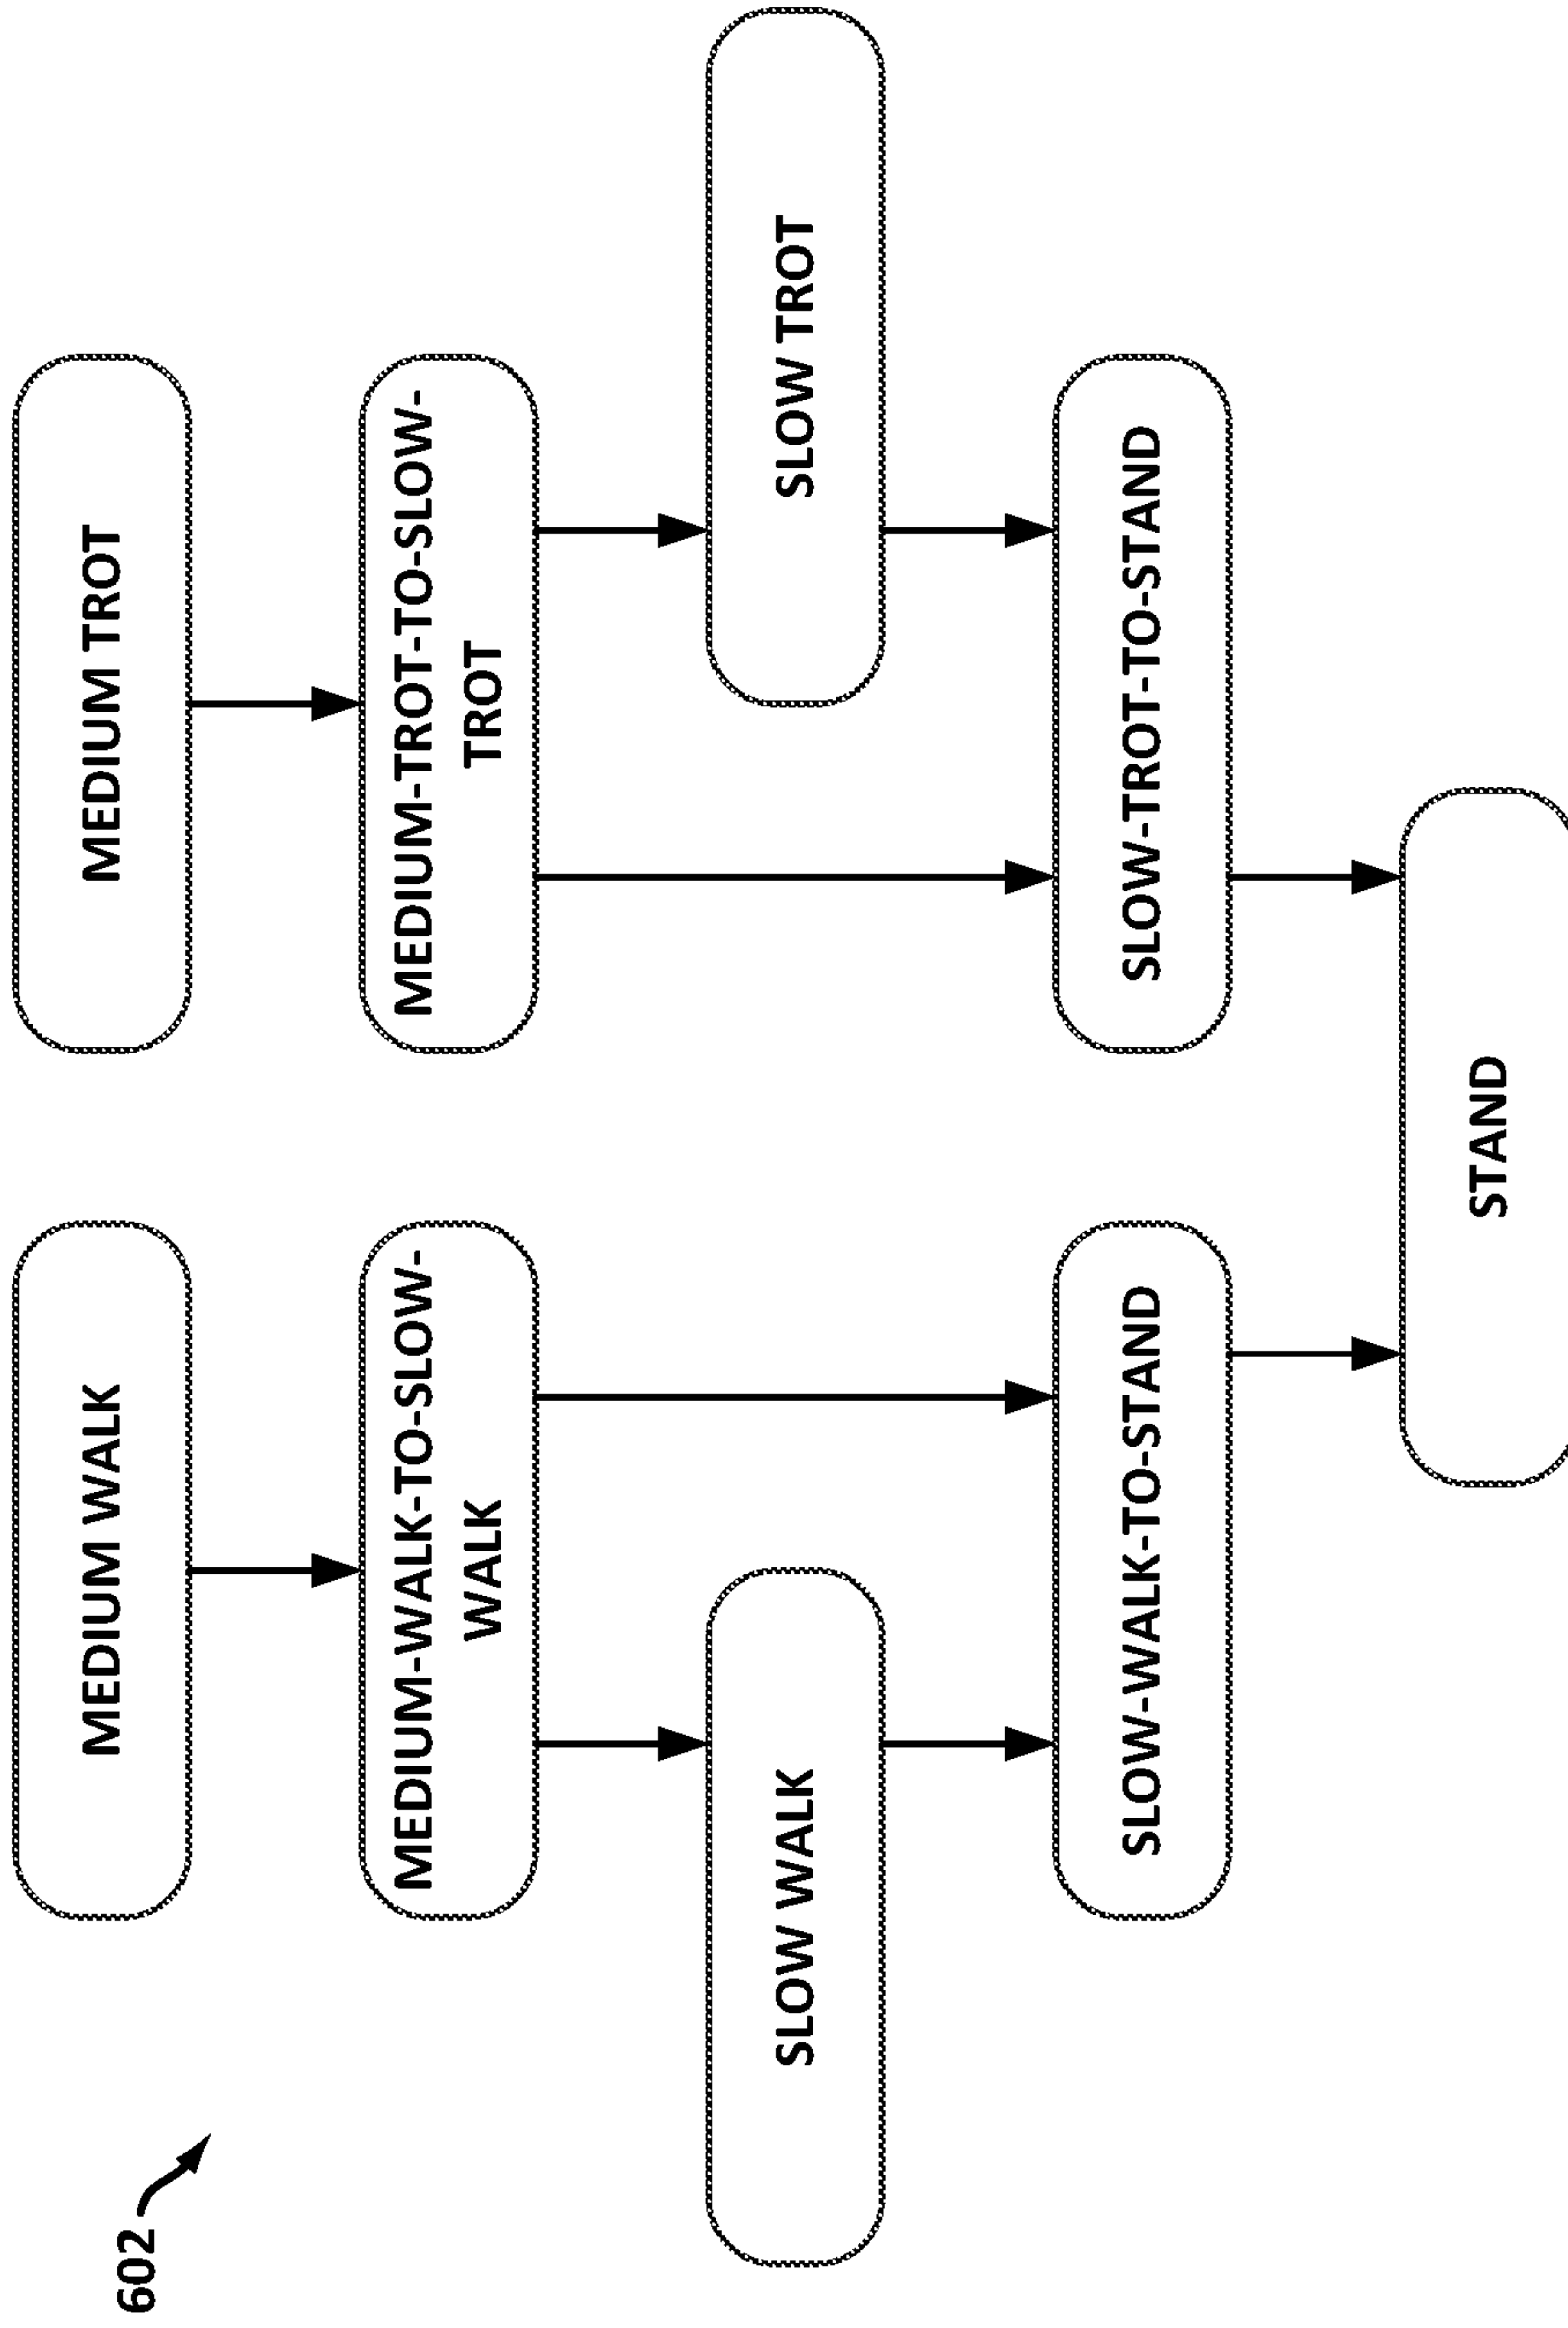 602
MEDIUM WALK
MEDIUM TROT
MEDIUM-WALK-TO-SLOW-
WALK
MEDIUM-TROT-TO-SLOW-
TROT
SLOW WALK
SLOW TROT
SLOW-WALK-TO-STAND
SLOW-TROT-TO-STAND
STAND